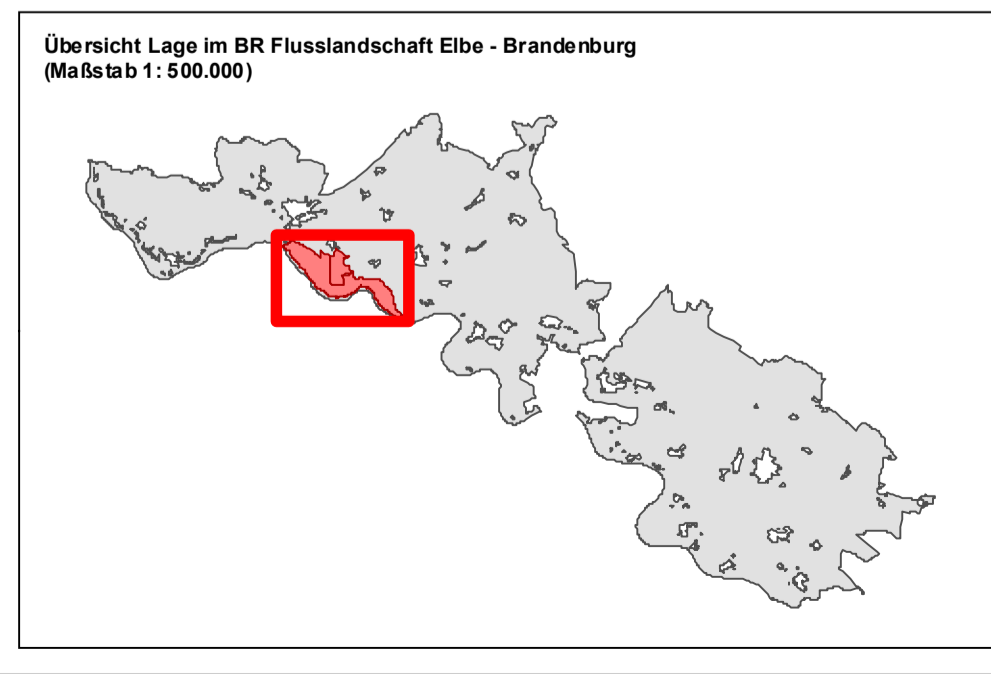 Übersicht Lage im BR Flusslandschaft Elbe - Brandenburg
(Maßstab 1: 500.000)